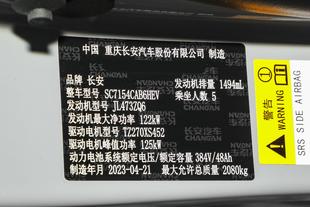 中国 重庆长安汽车股份有限公司 制造
品牌 长安 发动机排量 1494mL
整车型号 SC7154CAB6HEV 乘坐人数 5
发动机型号 JL473ZQ6
发动机最大净功率 122kW
驱动电机型号 TZ270XS452
驱动电机峰值功率 125kW
动力电池系统额定电压/额定容量 384V/48Ah
制造年月 2023-04-21 最大允许总质量 2080kg
警告
WARNING
SRS SIDE AIRBAG